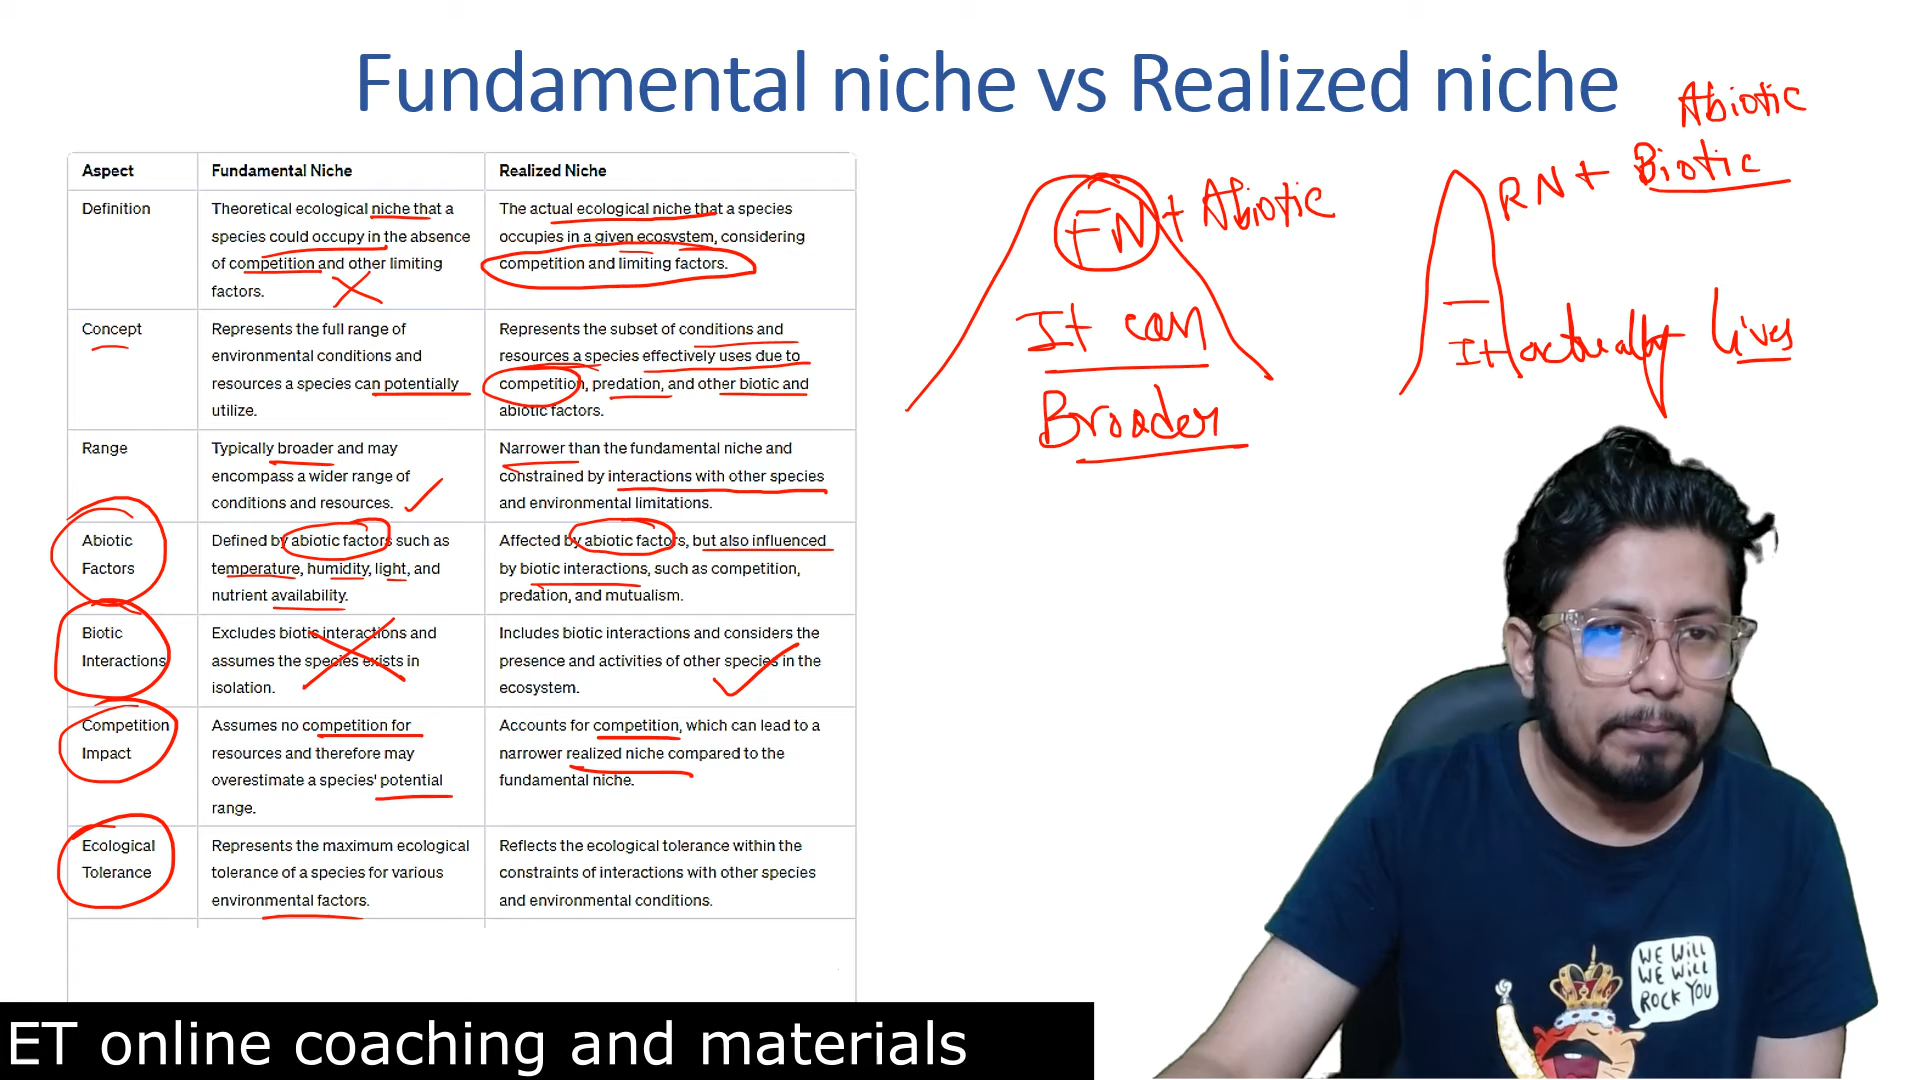 Fundamental niche vs Realized niche
Aspect
Fundamental Niche
Realized Niche
Definition
Theoretical ecological niche that a
species could occupy in the absence
of competition and other limiting
factors.
The actual ecological niche that a species
occupies in a given ecosystem, considering
competition and limiting factors.
Concept
Represents the full range of
environmental conditions and
resources a species can potentially
utilize.
Represents the subset of conditions and
resources a species effectively uses due to
competition, predation, and other biotic and
abiotic factors.
Range
Typically broader and may
encompass a wider range of
conditions and resources.
Narrower than the fundamental niche and
constrained by interactions with other species
and environmental limitations.
Abiotic
Factors
Defined by abiotic factors such as
temperature, humidity, light, and
nutrient availability.
Affected by abiotic factors, but also influenced
by biotic interactions, such as competition,
predation, and mutualism.
Biotic
Interactions
Excludes biotic interactions and
assumes the species exists in
isolation.
Includes biotic interactions and considers the
presence and activities of other species in the
ecosystem.
Competition
Impact
Assumes no competition for
resources and therefore may
overestimate a species' potential
range.
Accounts for competition, which can lead to a
narrower realized niche compared to the
fundamental niche.
Ecological
Tolerance
Represents the maximum ecological
tolerance of a species for various
environmental factors.
Reflects the ecological tolerance within the
constraints of interactions with other species
and environmental conditions.
FN + Abiotic
It can
Broader
Abiotic
RN + Biotic
It actually lives
WE WILL
WE WILL
ROCK YOU
ET online coaching and materials